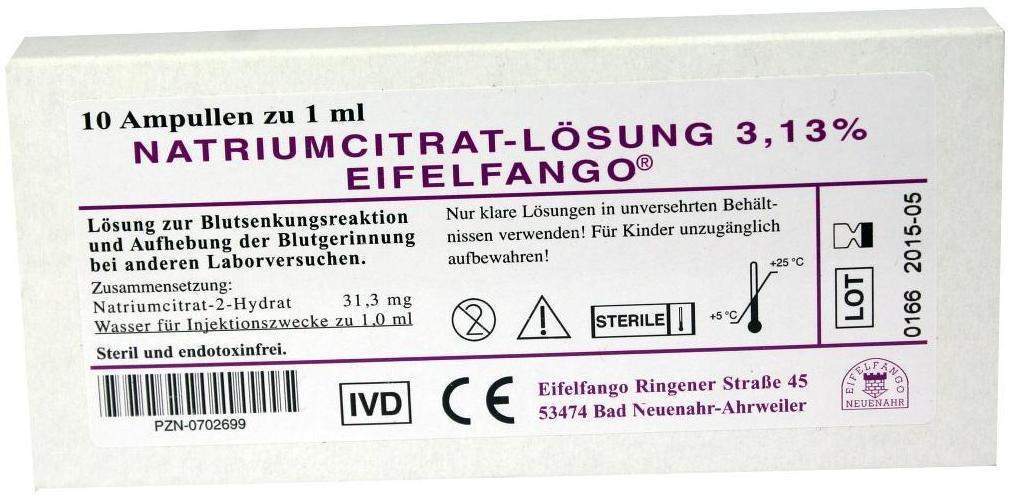 10 Ampullen zu 1 ml
NATRIUMCITRAT-LÖSUNG 3,13%
EIFELFANGO®
Lösung zur Blutsenkungsreaktion
und Aufhebung der Blutgerinnung
bei anderen Laborversuchen.
Zusammensetzung:
Natriumcitrat-2-Hydrat 31,3 mg
Wasser für Injektionszwecke zu 1,0 ml
Steril und endotoxinfrei.
Nur klare Lösungen in unversehrten Behält-
nissen verwenden! Für Kinder unzugänglich
aufbewahren!
2
STERILE
+5 °C
+25 °C
LOT
0166 2015-05
PZN-0702699
IVD
CE
Eifelfango Ringener Straße 45
53474 Bad Neuenahr-Ahrweiler
EIFELFANGO
NEUENAHR